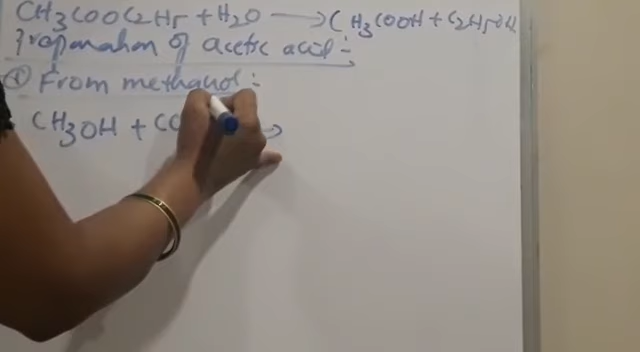 CH3COOC2H5 + H2O → CH3COOH + C2H5OH
Preparation of acetic acid :-
① From methanol :-
CH3OH + CO →